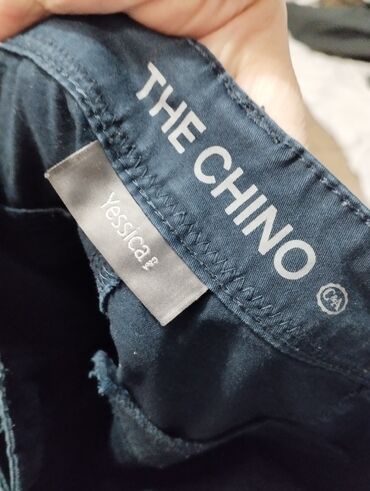 THE CHINO
C&A
Yessica